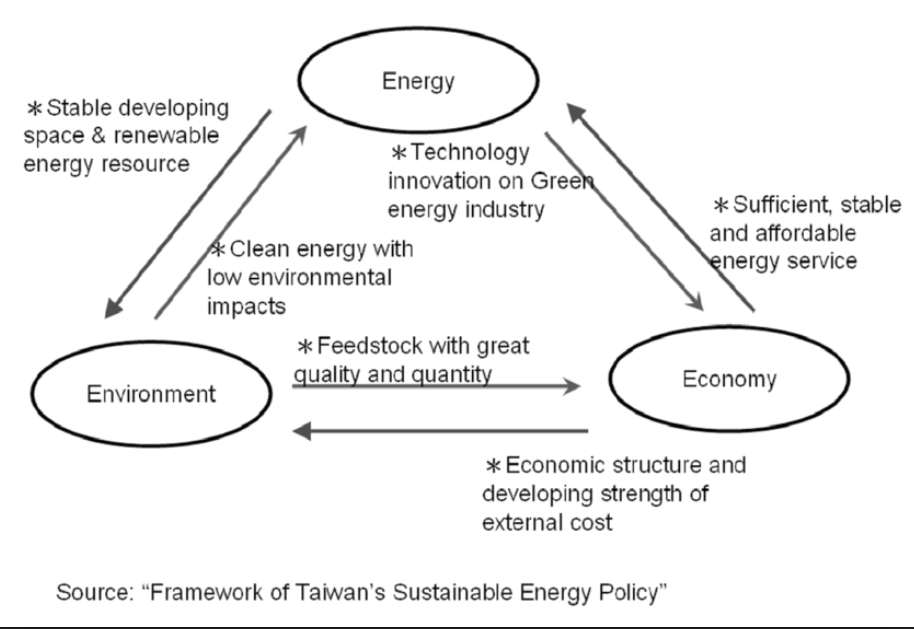 Energy
*Stable developing
space & renewable
energy resource
*Technology
innovation on Green
energy industry
*Sufficient, stable
and affordable
energy service
*Clean energy with
low environmental
impacts
*Feedstock with great
quality and quantity
Environment
Economy
*Economic structure and
developing strength of
external cost
Source: “Framework of Taiwan’s Sustainable Energy Policy”